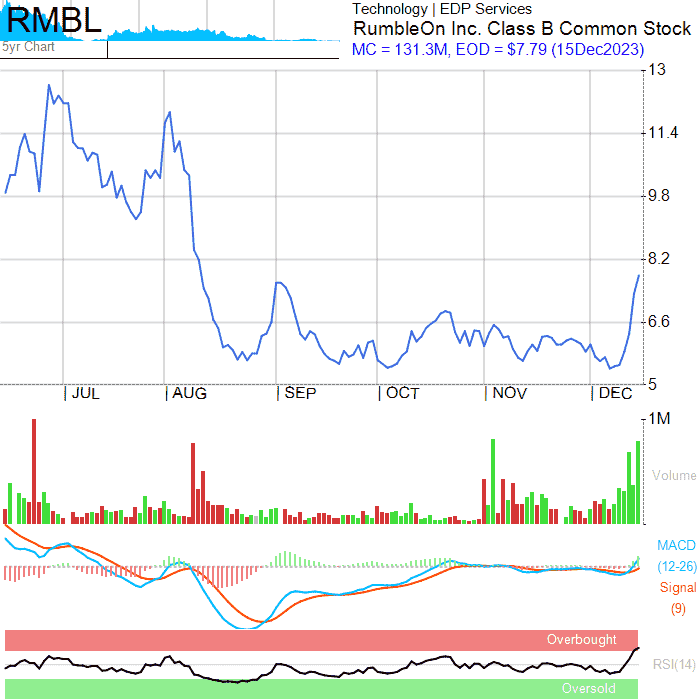 RMBL
5yr Chart
Technology | EDP Services
RumbleOn Inc. Class B Common Stock
MC = 131.3M, EOD = $7.79 (15Dec2023)
13
11.4
9.8
8.2
6.6
5
JUL AUG SEP OCT NOV DEC
1M
Volume
MACD
(12-26)
Signal
(9)
Overbought
RSI(14)
Oversold